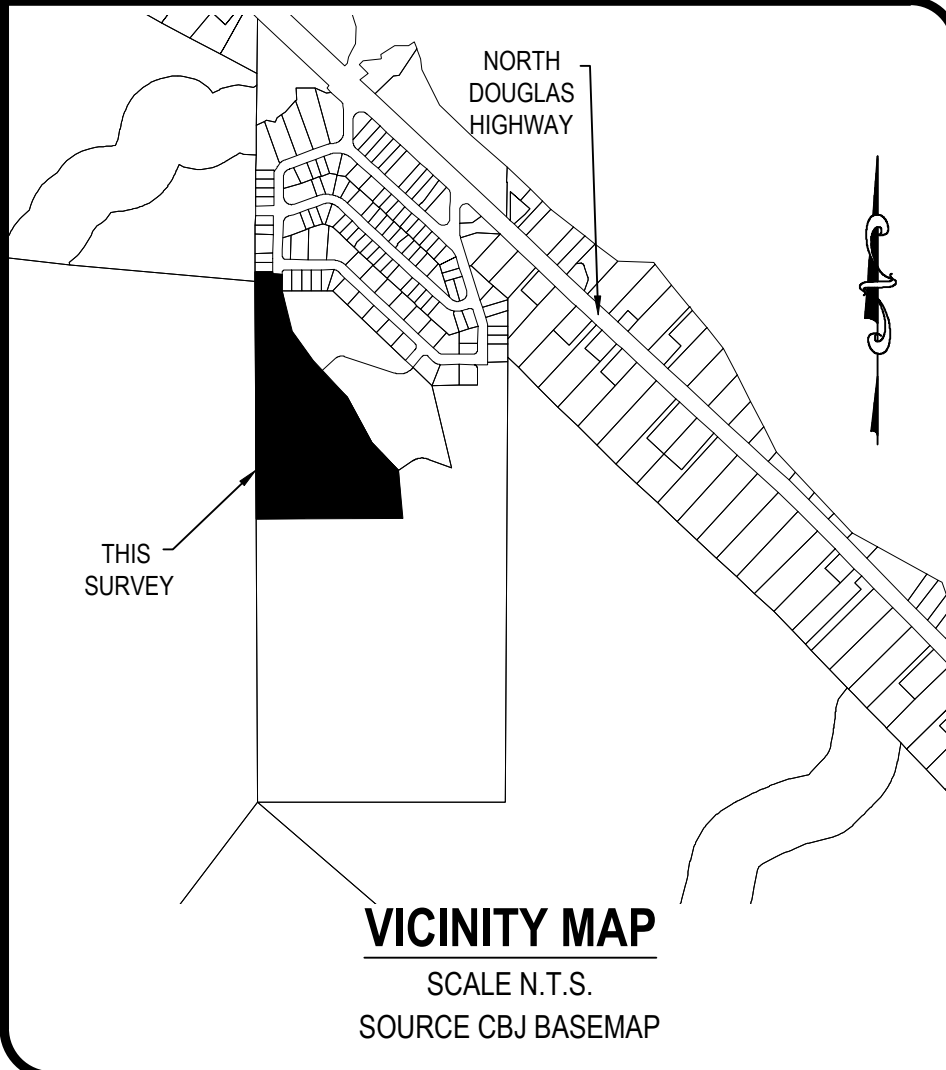 NORTH
DOUGLAS
HIGHWAY
THIS
SURVEY
VICINITY MAP
SCALE N.T.S.
SOURCE CBJ BASEMAP